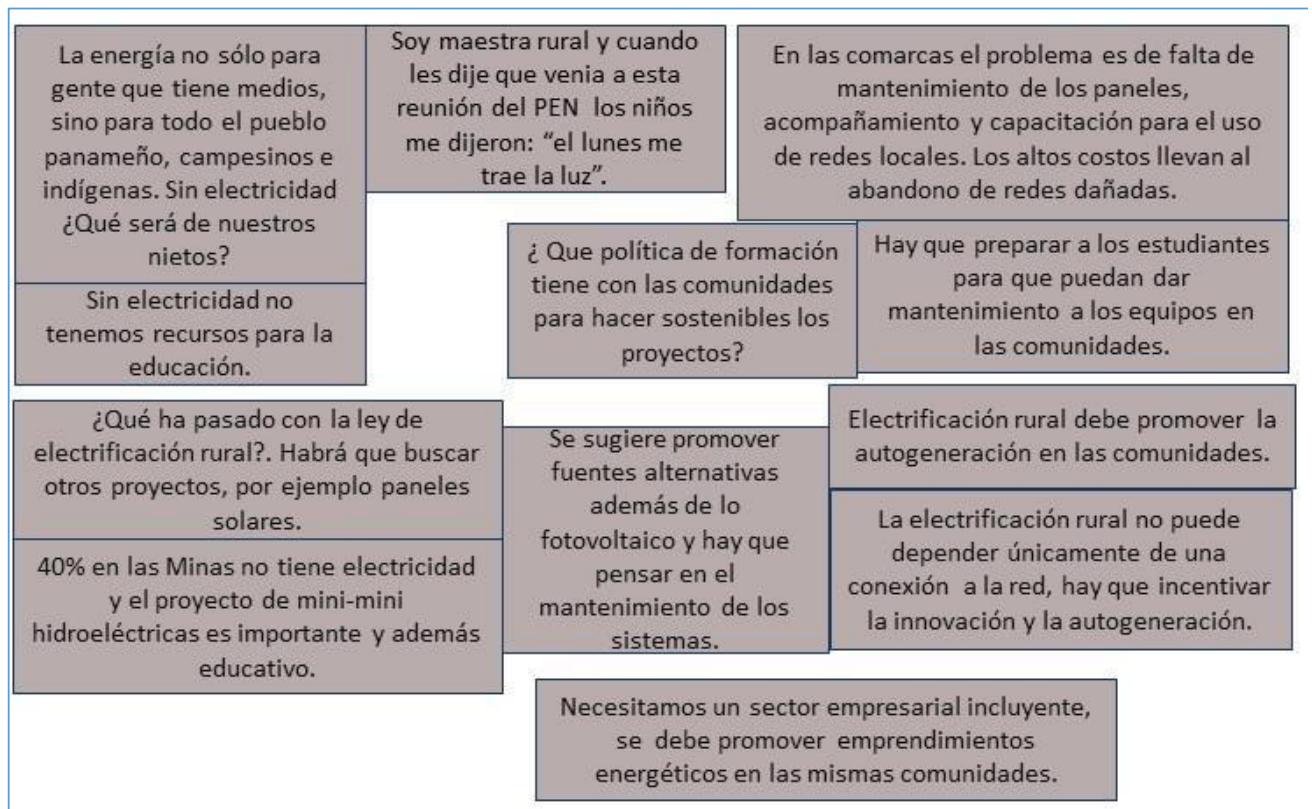 La energía no sólo para
gente que tiene medios,
sino para todo el pueblo
panameño, campesinos e
indígenas. Sin electricidad
¿Qué será de nuestros
nietos?
Soy maestra rural y cuando
les dije que venia a esta
reunión del PEN los niños
me dijeron: “el lunes me
trae la luz”.
En las comarcas el problema es de falta de
mantenimiento de los paneles,
acompañamiento y capacitación para el uso
de redes locales. Los altos costos llevan al
abandono de redes dañadas.
Sin electricidad no
tenemos recursos para la
educación.
¿ Que política de formación
tiene con las comunidades
para hacer sostenibles los
proyectos?
Hay que preparar a los estudiantes
para que puedan dar
mantenimiento a los equipos en
las comunidades.
¿Qué ha pasado con la ley de
electrificación rural?. Habrá que buscar
otros proyectos, por ejemplo paneles
solares.
Se sugiere promover
fuentes alternativas
además de lo
fotovoltaico y hay que
pensar en el
mantenimiento de los
sistemas.
Electrificación rural debe promover la
autogeneración en las comunidades.
40% en las Minas no tiene electricidad
y el proyecto de mini-mini
hidroeléctricas es importante y además
educativo.
La electrificación rural no puede
depender únicamente de una
conexión a la red, hay que incentivar
la innovación y la autogeneración.
Necesitamos un sector empresarial incluyente,
se debe promover emprendimientos
energéticos en las mismas comunidades.